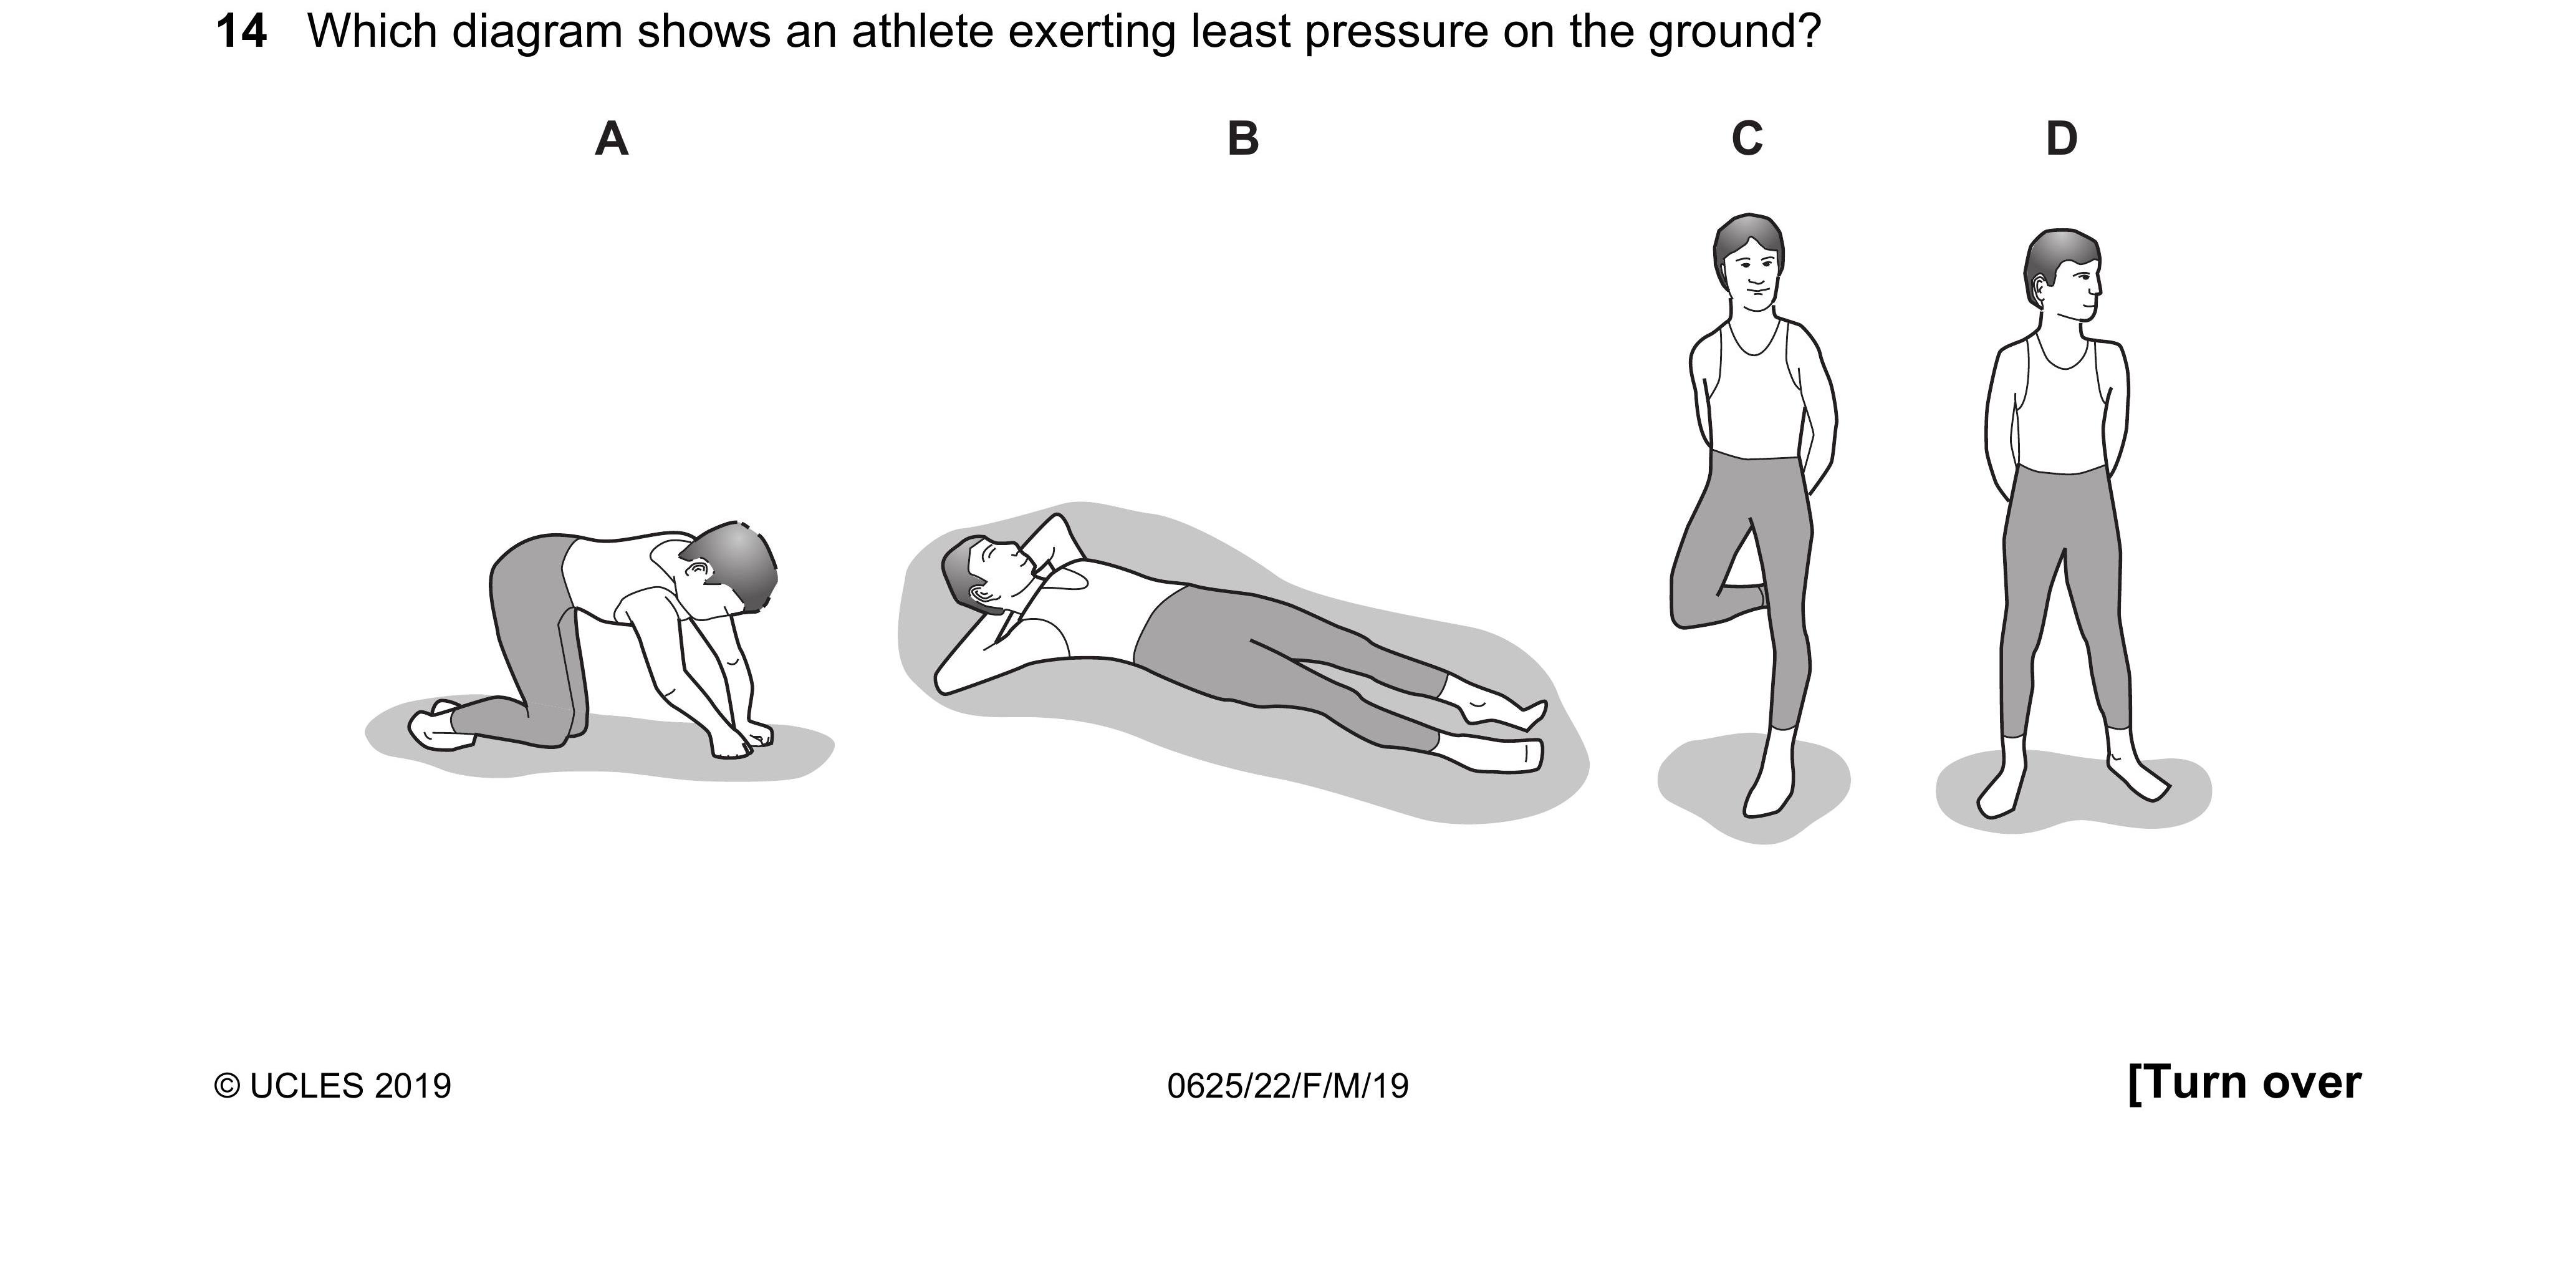 14 Which diagram shows an athlete exerting least pressure on the ground?
A B C D
© UCLES 2019 0625/22/F/M/19 [Turn over